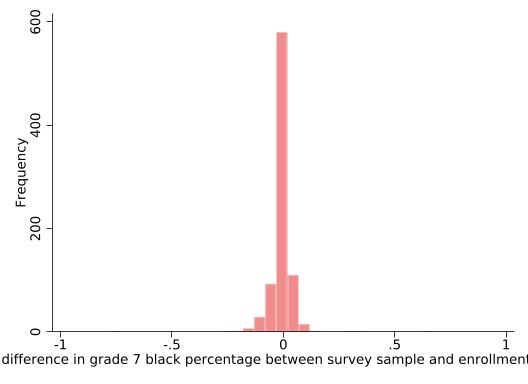 600
400
200
0
Frequency
-1 -.5 0 .5 1
difference in grade 7 black percentage between survey sample and enrollment